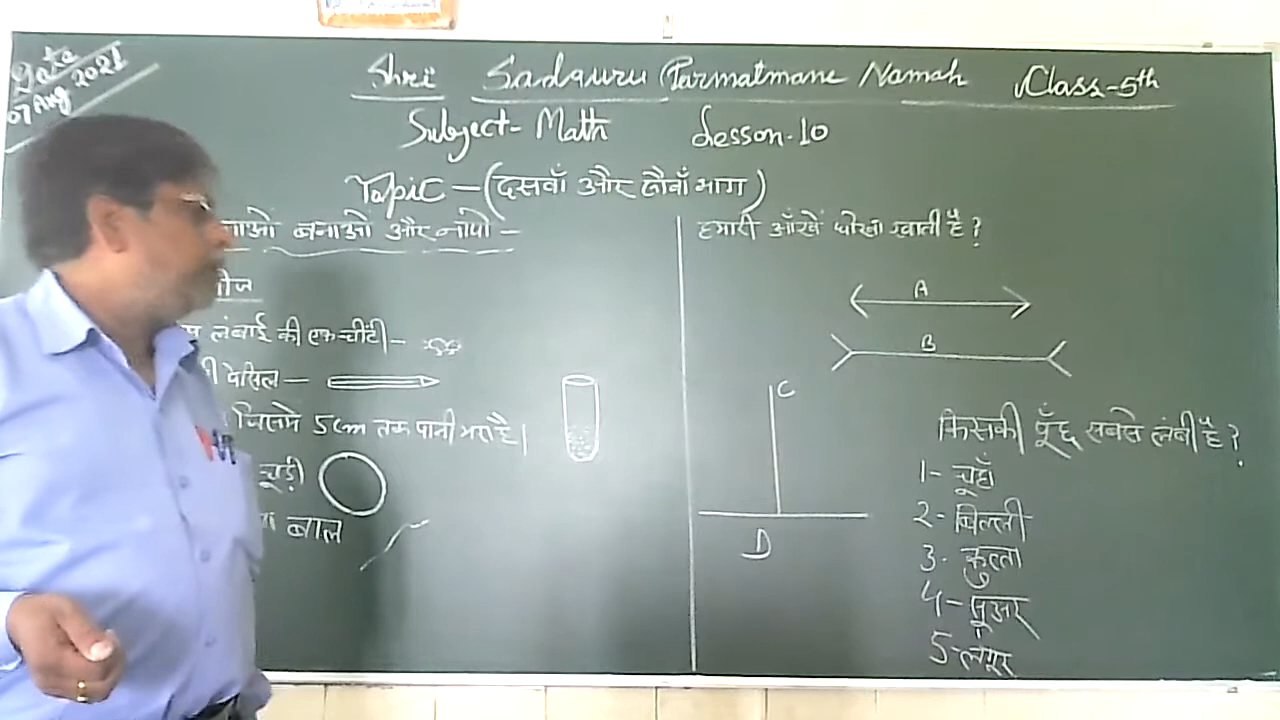 Date
07 Aug 2021
Shri Sadguru Parmatmane Namah Class-5th
Subject- Math Lesson-10
Topic - (दसवाँ और सौवाँ भाग)
बनाओ और नापो -
लंबाई की एक चींटी -
पेंसिल -
जिसमे 5cm तक पानी भरा है।
चूड़ी
बाल
हमारी आँखें धोखा खाती है?
A
B
C
D
किसकी पूँछ सबसे लंबी है?
1- चूहाँ
2- बिल्ली
3- कुत्ता
4- सूअर
5- लंगूर